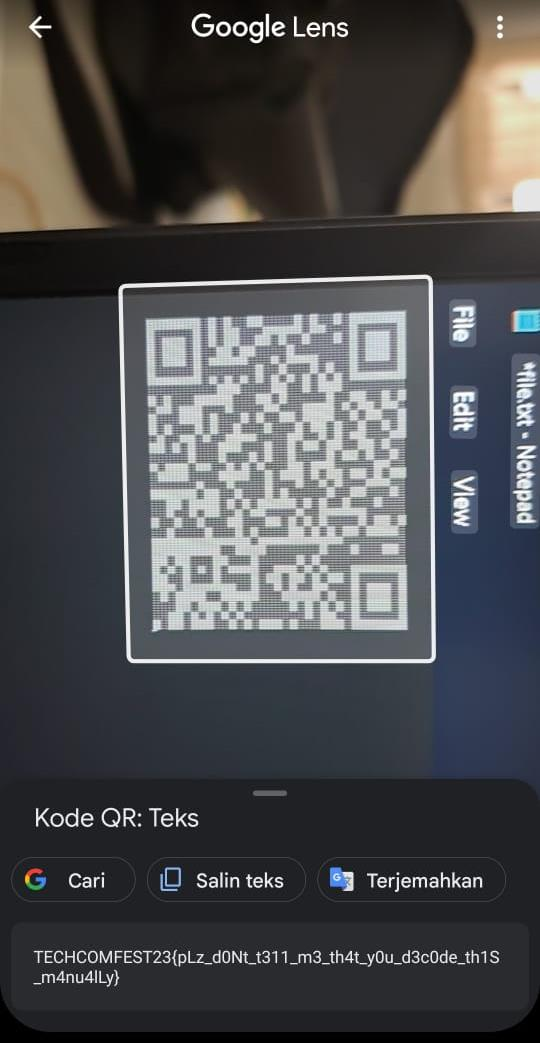 Google Lens
File
Edit
View
*file.txt - Notepad
Kode QR: Teks
Cari
Salin teks
Terjemahkan
TECHCOMFEST23{pLz_d0Nt_t311_m3_th4t_y0u_d3c0de_th1S
_m4nu4lLy}